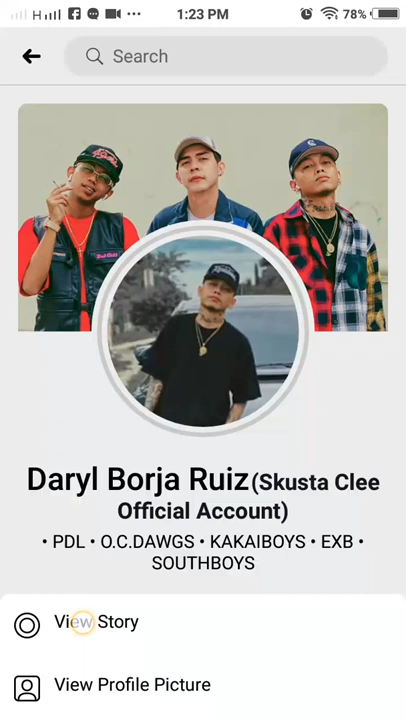 1:23 PM
78%
Search
Daryl Borja Ruiz(Skusta Clee
Official Account)
• PDL • O.C.DAWGS • KAKAIBOYS • EXB •
SOUTHBOYS
View Story
View Profile Picture